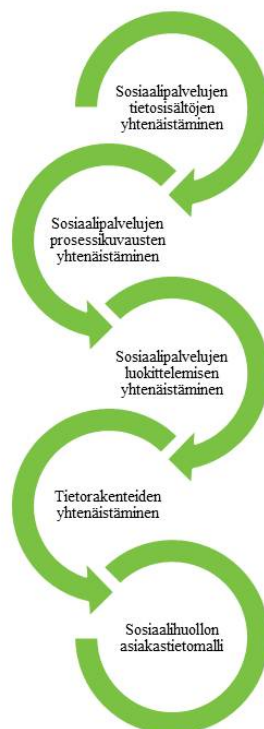 Sosiaalipalvelujen
tietosisältöjen
yhtenäistäminen
Sosiaalipalvelujen
prosessikuvausten
yhtenäistäminen
Sosiaalipalvelujen
luokittelemisen
yhtenäistäminen
Tietorakenteiden
yhtenäistäminen
Sosiaalihuollon
asiakastietomalli